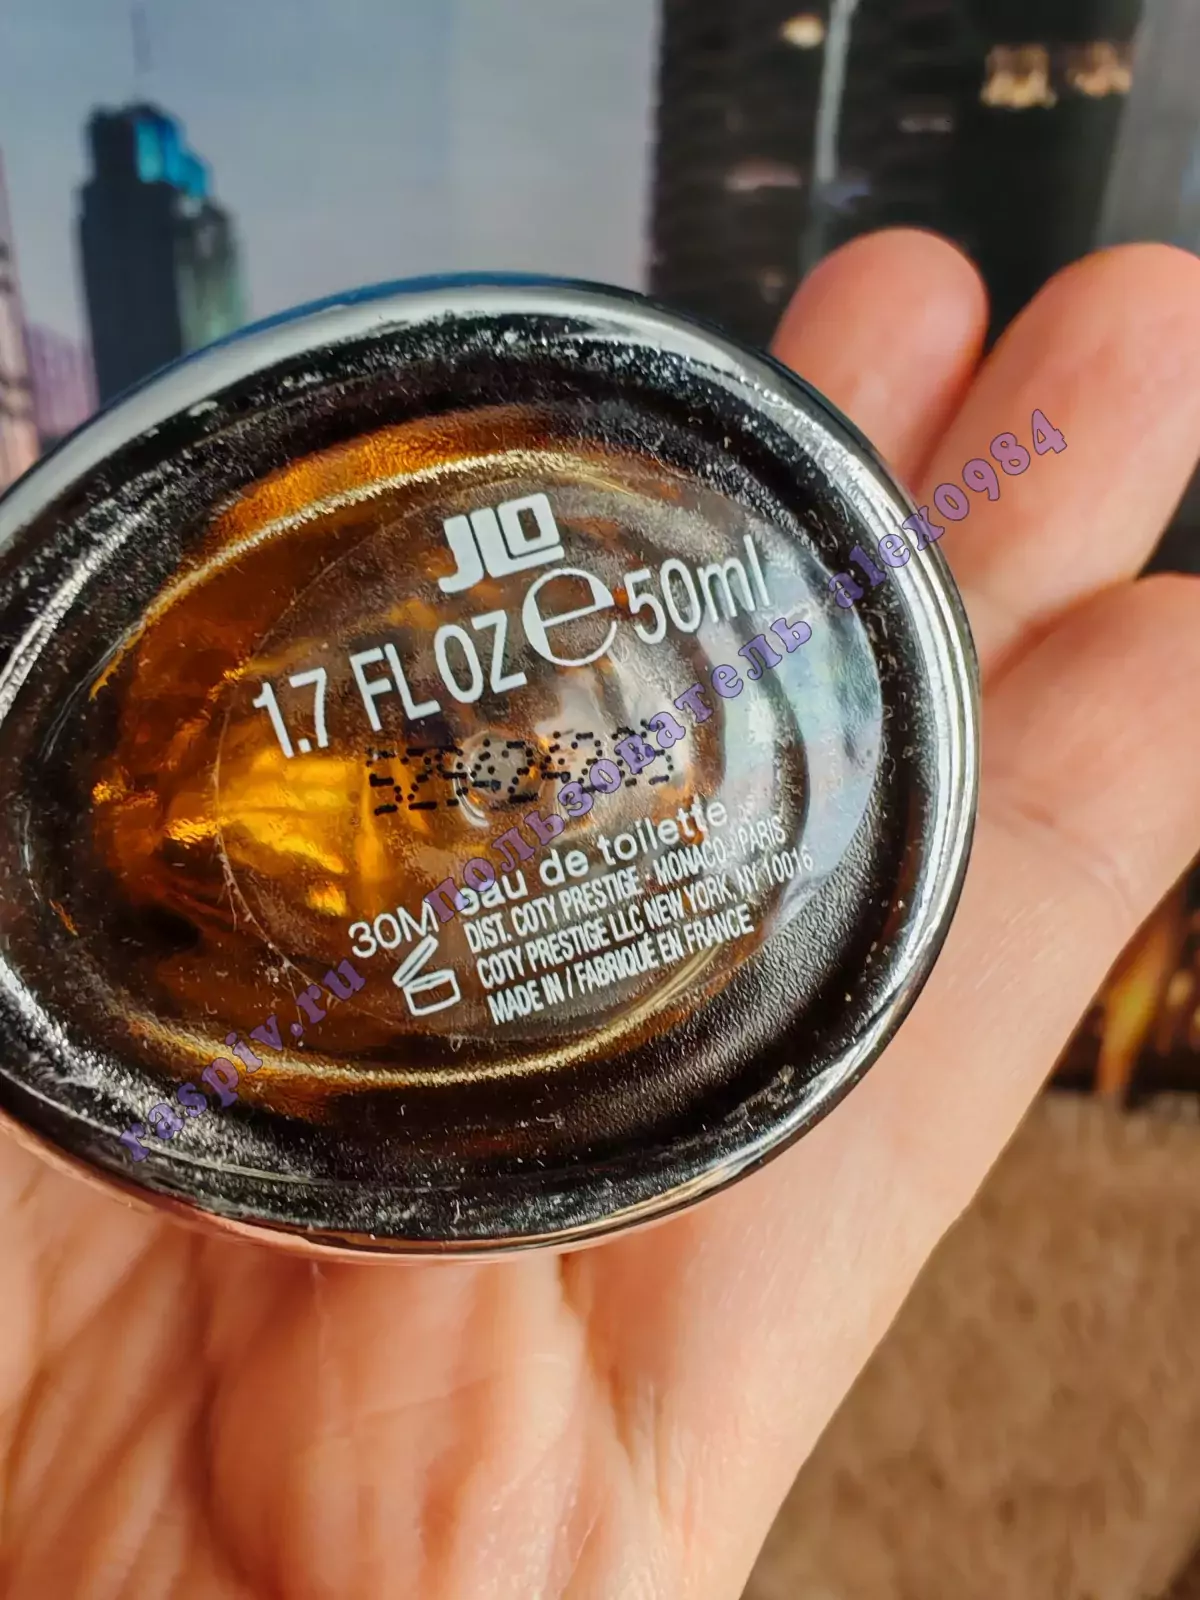 JLO
1.7 FL OZ e 50ml
eau de toilette
30M
DIST. COTY PRESTIGE - MONACO - PARIS
COTY PRESTIGE LLC NEW YORK NY 10016
MADE IN / FABRIQUÉ EN FRANCE
raspiv.ru пользователь alex0984